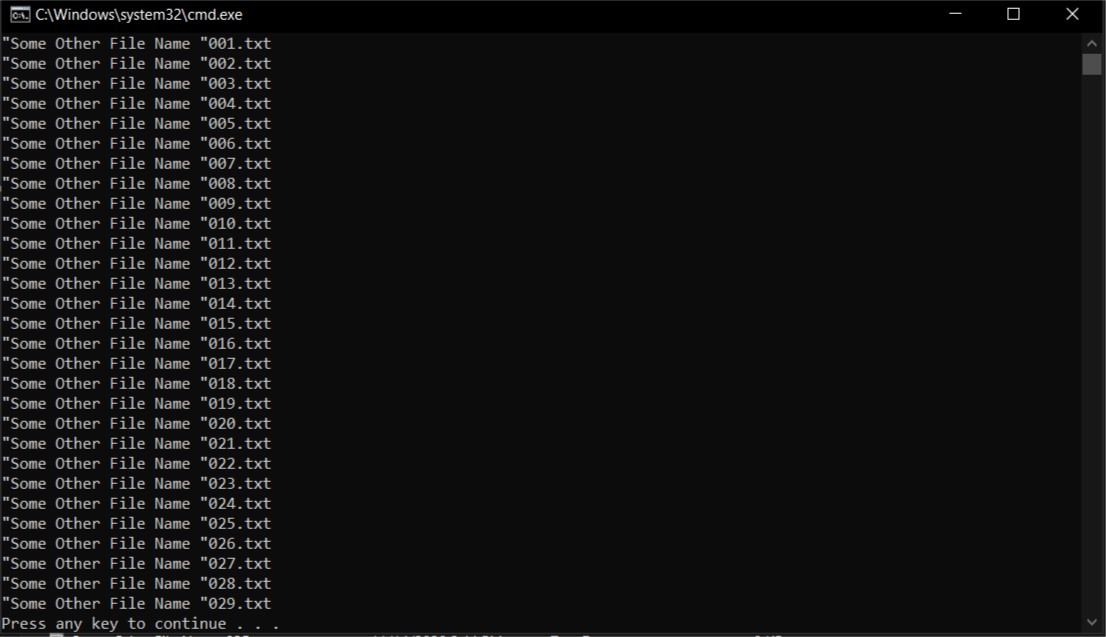 C:\Windows\system32\cmd.exe
"Some Other File Name "001.txt
"Some Other File Name "002.txt
"Some Other File Name "003.txt
"Some Other File Name "004.txt
"Some Other File Name "005.txt
"Some Other File Name "006.txt
"Some Other File Name "007.txt
"Some Other File Name "008.txt
"Some Other File Name "009.txt
"Some Other File Name "010.txt
"Some Other File Name "011.txt
"Some Other File Name "012.txt
"Some Other File Name "013.txt
"Some Other File Name "014.txt
"Some Other File Name "015.txt
"Some Other File Name "016.txt
"Some Other File Name "017.txt
"Some Other File Name "018.txt
"Some Other File Name "019.txt
"Some Other File Name "020.txt
"Some Other File Name "021.txt
"Some Other File Name "022.txt
"Some Other File Name "023.txt
"Some Other File Name "024.txt
"Some Other File Name "025.txt
"Some Other File Name "026.txt
"Some Other File Name "027.txt
"Some Other File Name "028.txt
"Some Other File Name "029.txt
Press any key to continue . . .